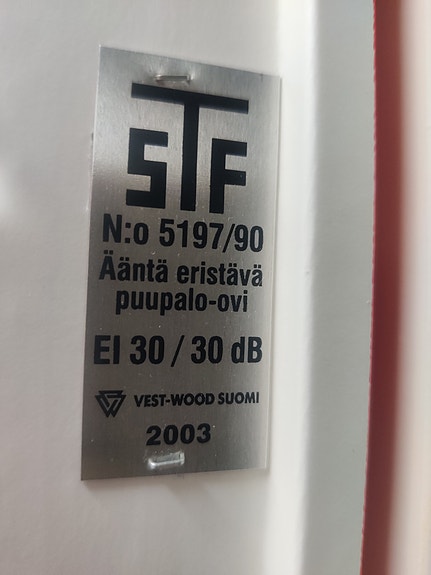 STF
N:o 5197/90
Ääntä eristävä
puupalo-ovi
EI 30 / 30 dB
VEST-WOOD SUOMI
2003